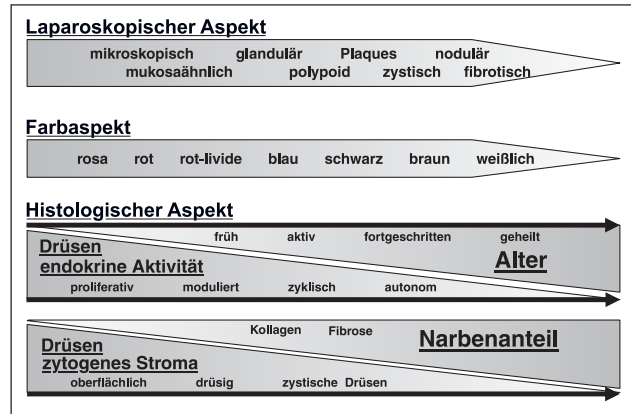 Laparoskopischer Aspekt
mikroskopisch glandulär Plaques nodulär
mukosaähnlich polypoid zystisch fibrotisch
Farbaspekt
rosa rot rot-livide blau schwarz braun weißlich
Histologischer Aspekt
früh aktiv fortgeschritten geheilt
Drüsen
endokrine Aktivität
Alter
proliferativ moduliert zyklisch autonom
Kollagen Fibrose
Narbenanteil
Drüsen
zytogenes Stroma
oberflächlich drüsig zystische Drüsen